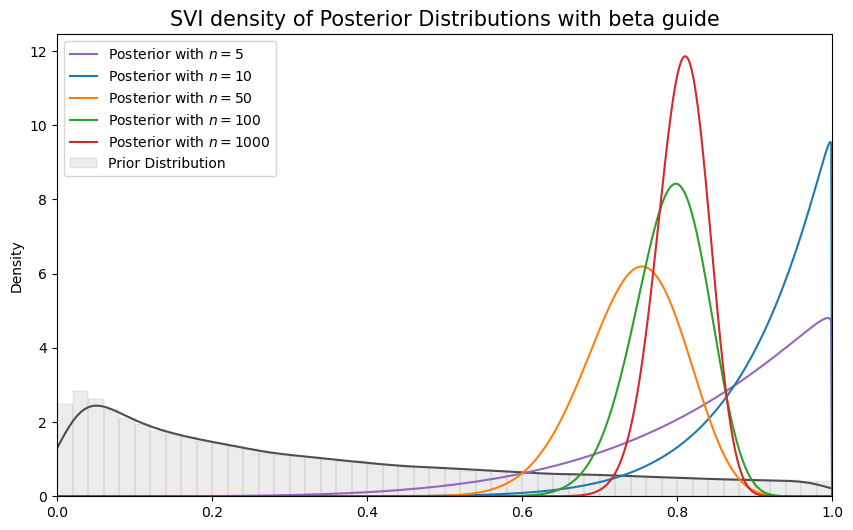 SVI density of Posterior Distributions with beta guide
Posterior with n = 5
Posterior with n = 10
Posterior with n = 50
Posterior with n = 100
Posterior with n = 1000
Prior Distribution
Density
12
10
8
6
4
2
0
0.0 0.2 0.4 0.6 0.8 1.0